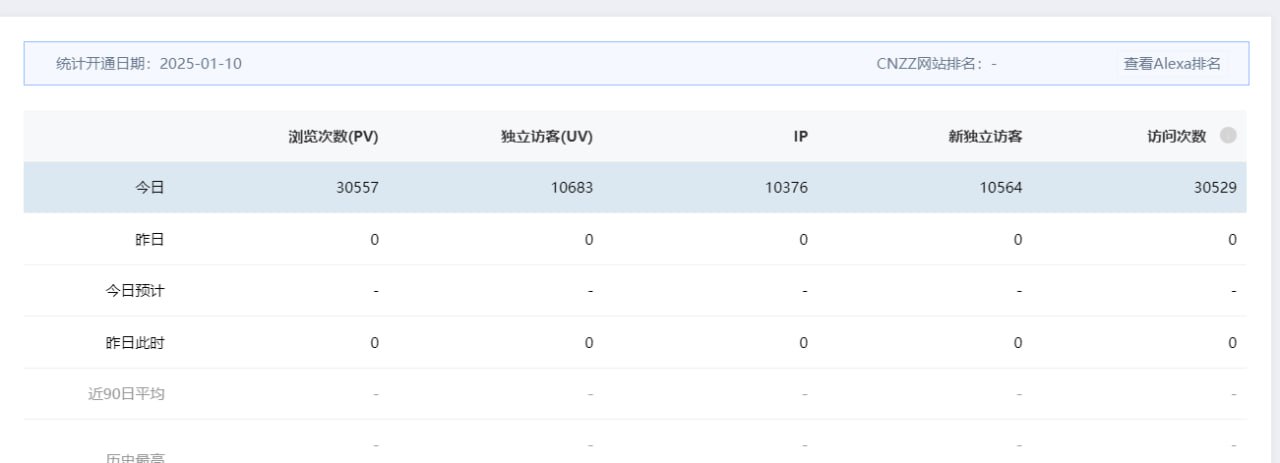 统计开通日期：2025-01-10 CNZZ网站排名：- 查看Alexa排名
浏览次数(PV) 独立访客(UV) IP 新独立访客 访问次数
今日 30557 10683 10376 10564 30529
昨日 0 0 0 0 0
今日预计 - - - - -
昨日此时 0 0 0 0 0
近90日平均 - - - - -
- - - - -
历史最高